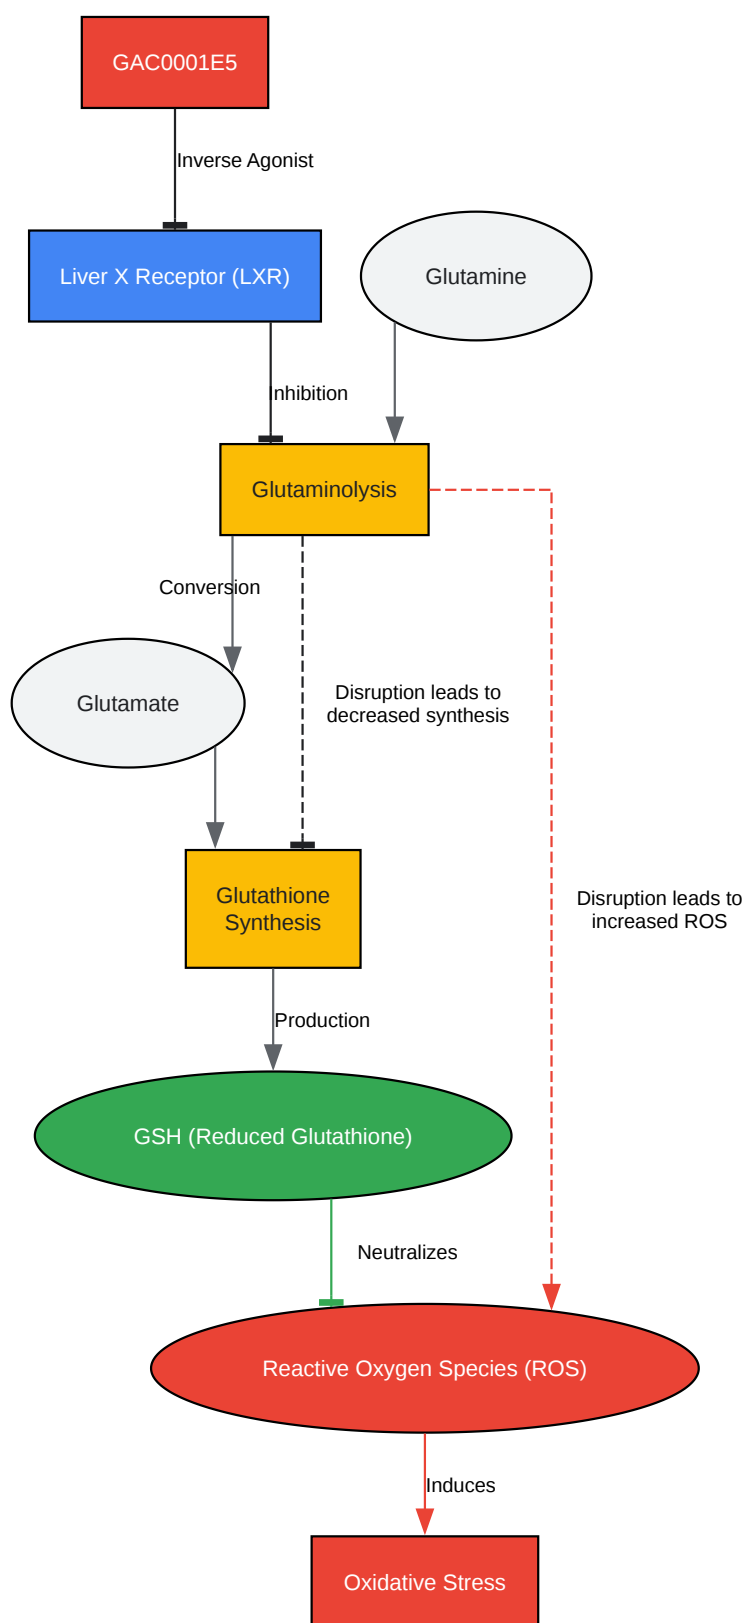 GAC0001E5
Inverse Agonist
Liver X Receptor (LXR)
Glutamine
Inhibition
Glutaminolysis
Conversion
Glutamate
Disruption leads to
decreased synthesis
Glutathione
Synthesis
Disruption leads to
increased ROS
Production
GSH (Reduced Glutathione)
Neutralizes
Reactive Oxygen Species (ROS)
Induces
Oxidative Stress